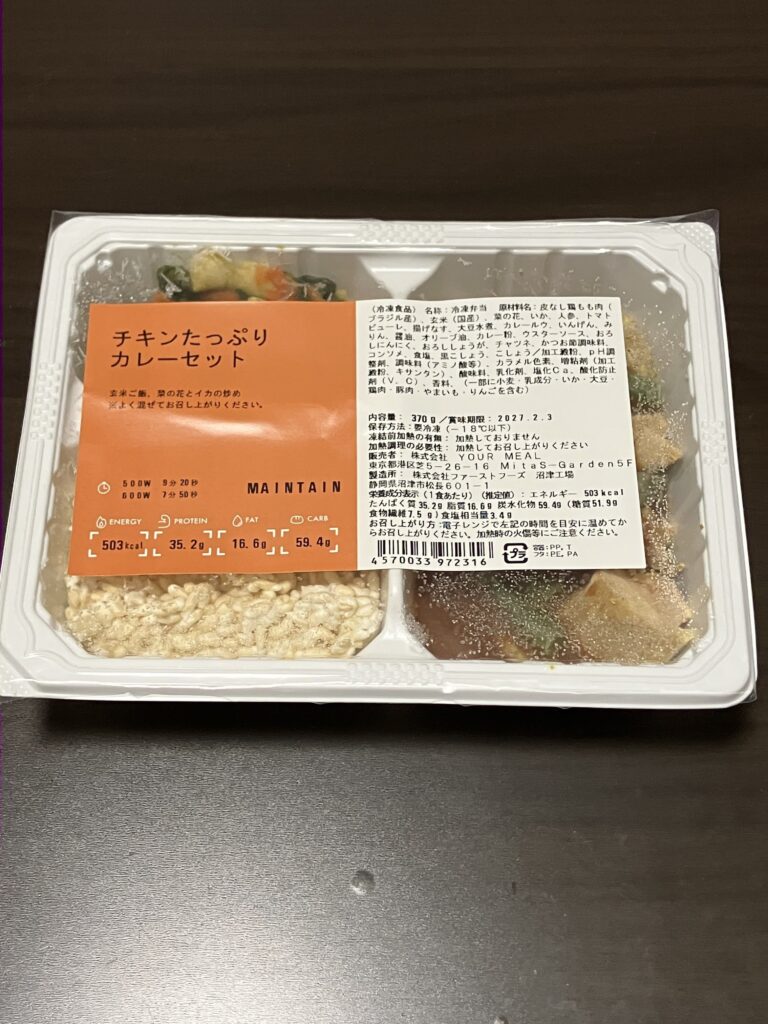 チキンたっぷり
カレーセット
玄米ご飯、菜の花とイカの炒め
※よく混ぜてお召し上がりください。
500W 9分20秒
600W 7分50秒
MAINTAIN
ENERGY PROTEIN FAT CARB
503kcal 35.2g 16.6g 59.4g
(冷凍食品) 名称:冷凍弁当 原材料名:皮なし鶏もも肉(
ブラジル産)、玄米(国産)、菜の花、いか、人参、トマト
ピューレ、揚げなす、大豆水煮、カレールウ、いんげん、み
りん、醤油、オリーブ油、カレー粉、ウスターソース、おろ
しにんにく、おろししょうが、チャツネ、かつお節調味料、
コンソメ、食塩、黒こしょう、こしょう/加工澱粉、pH調
整剤、調味料(アミノ酸等)、カラメル色素、増粘剤(加工
澱粉、キサンタン)、酸味料、乳化剤、塩化Ca、酸化防止
剤(V.C)、香料、(一部に小麦・乳成分・いか・大豆・
鶏肉・豚肉・やまいも・りんごを含む)
内容量: 370g/賞味期限: 2027.2.3
保存方法:要冷凍(-18℃以下)
凍結前加熱の有無: 加熱しておりません
加熱調理の必要性: 加熱してお召し上がりください
販売者: 株式会社 YOUR MEAL
東京都港区芝5-26-16 MitaS-Garden5F
製造所: 株式会社ファーストフーズ 沼津工場
静岡県沼津市松長601-1
栄養成分表示(1食あたり)(推定値): エネルギー 503kcal
たんぱく質35.2g 脂質16.6g 炭水化物 59.4g (糖質51.9g
食物繊維7.5g)食塩相当量3.4g
お召し上がり方:電子レンジで左記の時間を目安に温めてか
らお召し上がりください。加熱時の火傷等にご注意ください。
4570033972316
プラ
容器:PP,T
フタ:PE,PA